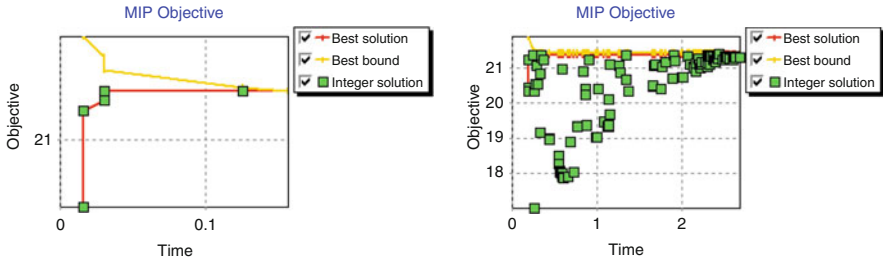 MIP Objective
Objective
21
0
0.1
Time
Best solution
Best bound
Integer solution
MIP Objective
Objective
21
20
19
18
0
1
2
Time
Best solution
Best bound
Integer solution